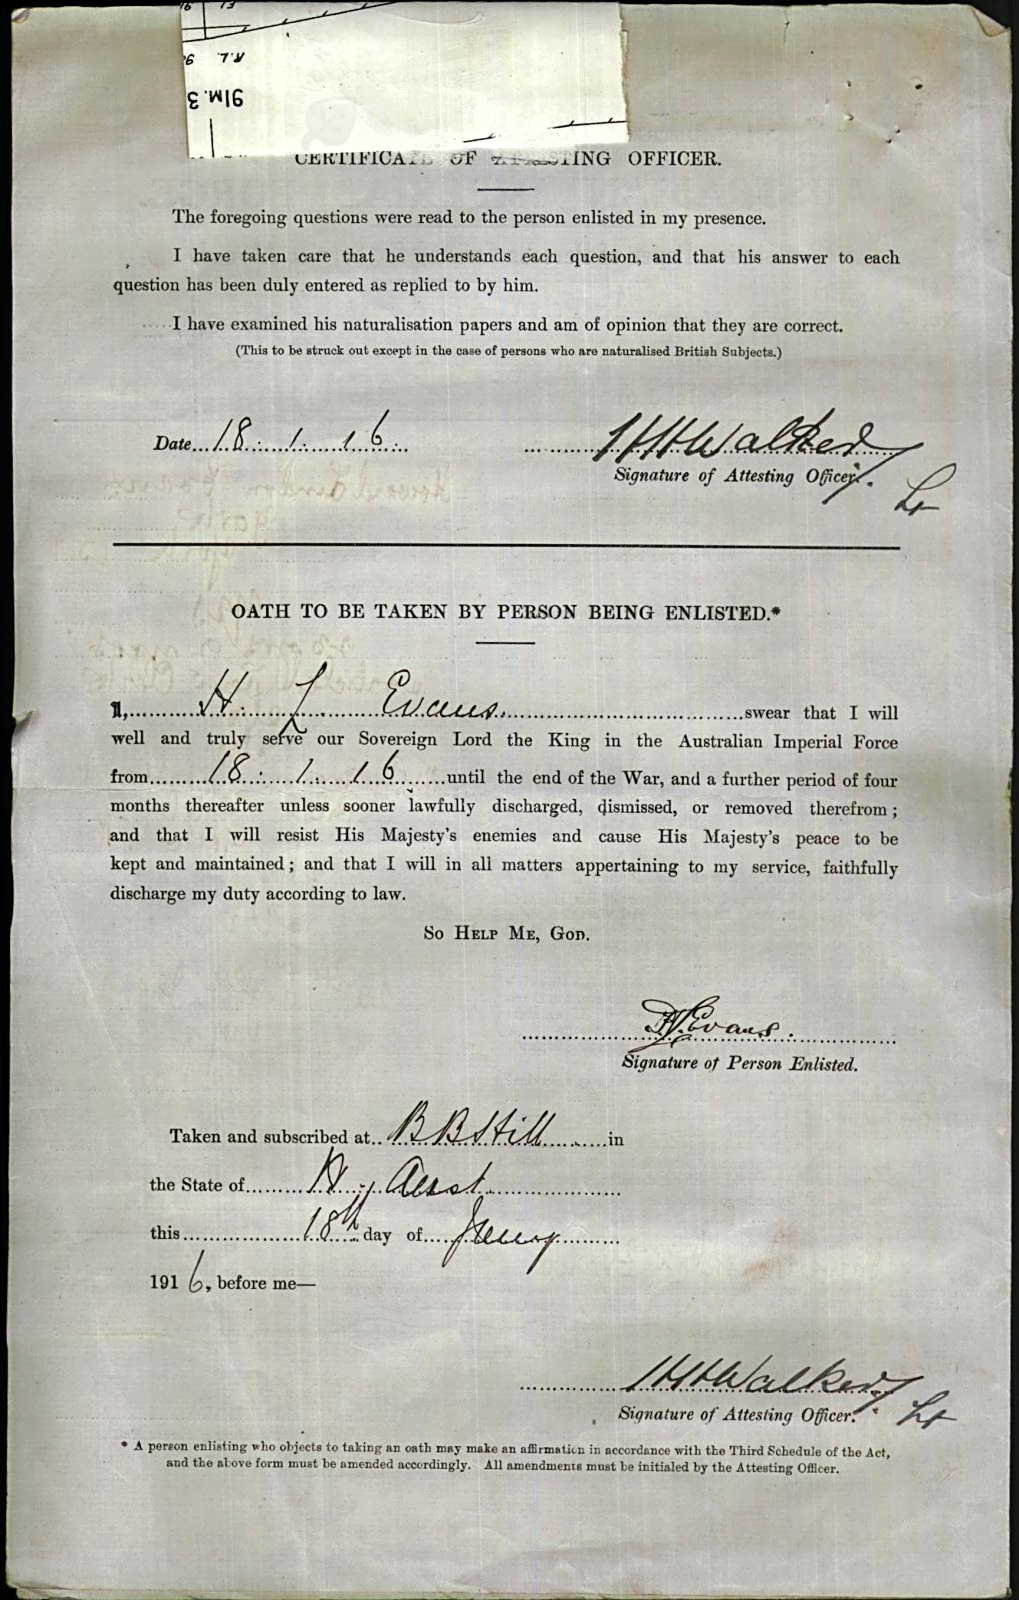 91M.3
CERTIFICATE OF ATTESTING OFFICER.
The foregoing questions were read to the person enlisted in my presence.
I have taken care that he understands each question, and that his answer to each
question has been duly entered as replied to by him.
I have examined his naturalisation papers and am of opinion that they are correct.
(This to be struck out except in the case of persons who are naturalised British Subjects.)
Date 18.1.16. HHWalker Lt
Signature of Attesting Officer.
OATH TO BE TAKEN BY PERSON BEING ENLISTED.*
I, H. L Evans. swear that I will
well and truly serve our Sovereign Lord the King in the Australian Imperial Force
from 18.1.16 until the end of the War, and a further period of four
months thereafter unless sooner lawfully discharged, dismissed, or removed therefrom;
and that I will resist His Majesty's enemies and cause His Majesty's peace to be
kept and maintained; and that I will in all matters appertaining to my service, faithfully
discharge my duty according to law.
So Help Me, God.
HLEvans.
Signature of Person Enlisted.
Taken and subscribed at BBHill in
the State of W. Aust
this 18th day of
1916, before me—
HHWalker Lt
Signature of Attesting Officer.
* A person enlisting who objects to taking an oath may make an affirmation in accordance with the Third Schedule of the Act,
and the above form must be amended accordingly. All amendments must be initialed by the Attesting Officer.